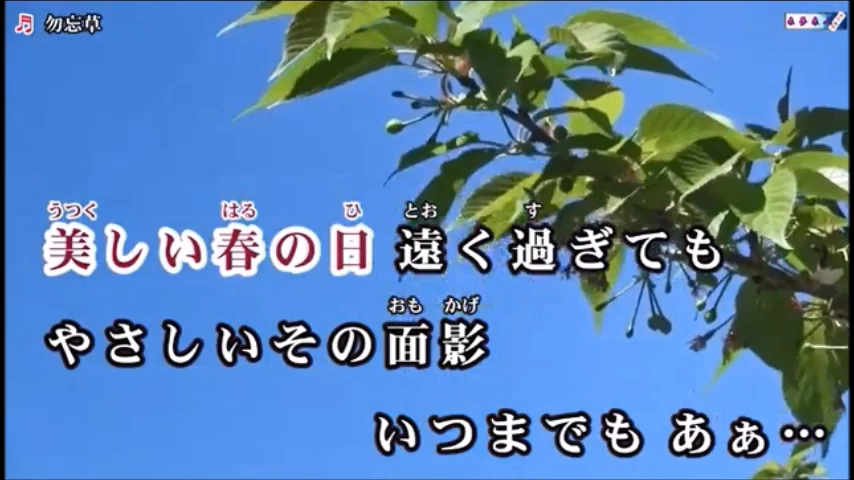 勿忘草
うつく はる ひ とお す
美しい春の日 遠く過ぎても
おも かげ
やさしいその面影
いつまでも あぁ…